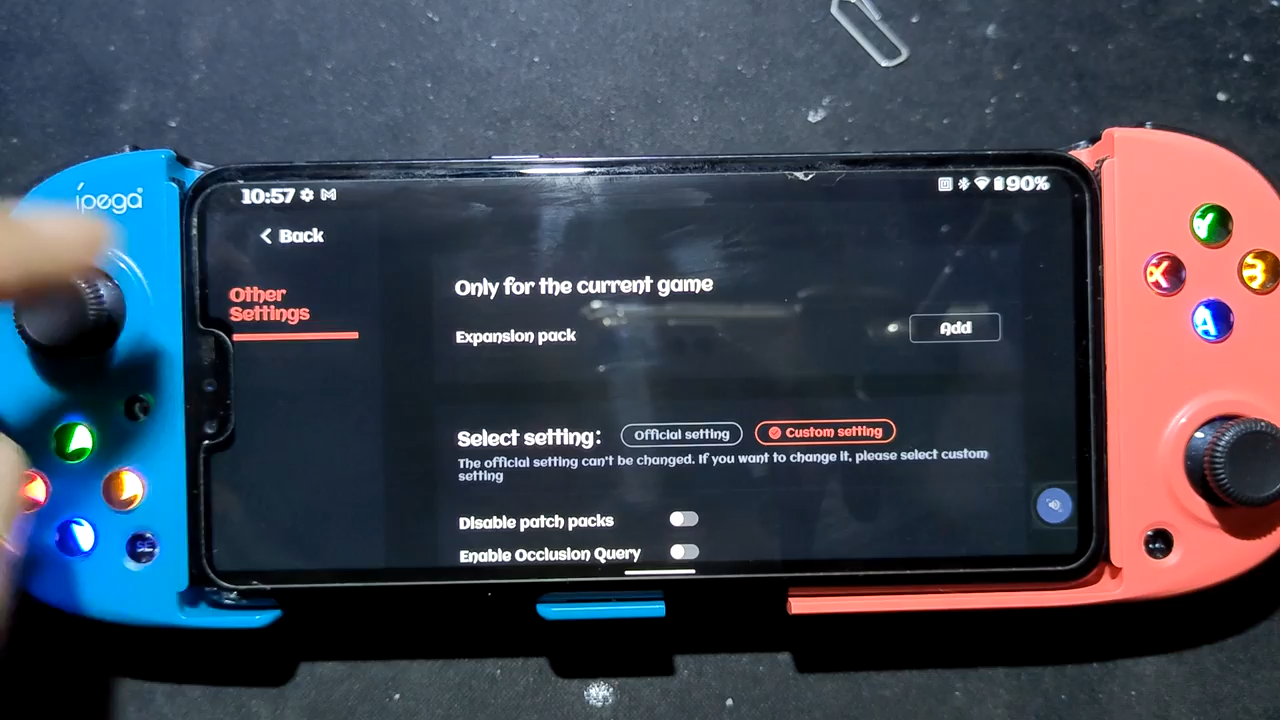 ipega
10:57
90%
Back
Other
Settings
Only for the current game
Expansion pack
Add
Select setting:
Official setting
Custom setting
The official setting can't be changed. If you want to change it, please select custom
setting
Disable patch packs
Enable Occlusion Query
Y
X
B
A
SE